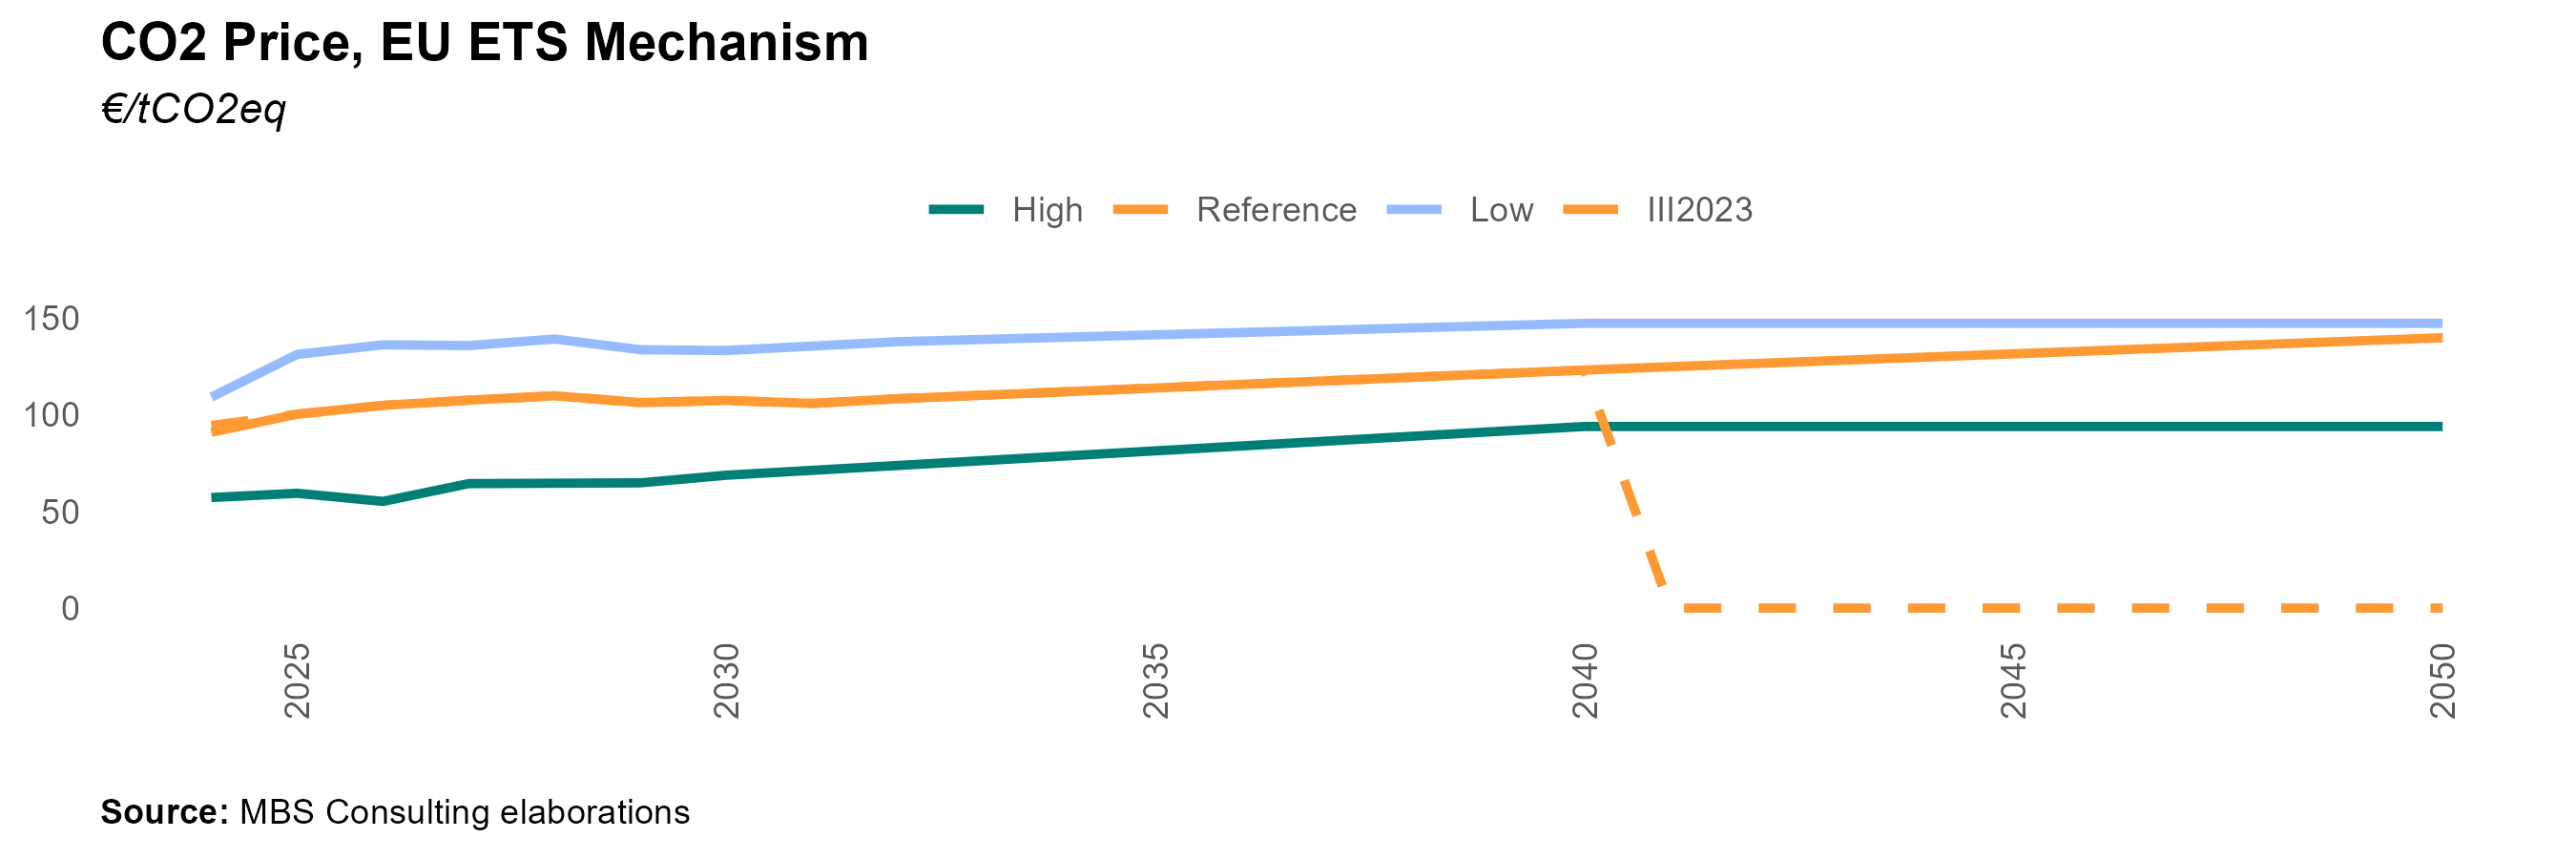 CO2 Price, EU ETS Mechanism
€/tCO2eq
High Reference Low III2023
150
100
50
0
2025 2030 2035 2040 2045 2050
Source: MBS Consulting elaborations